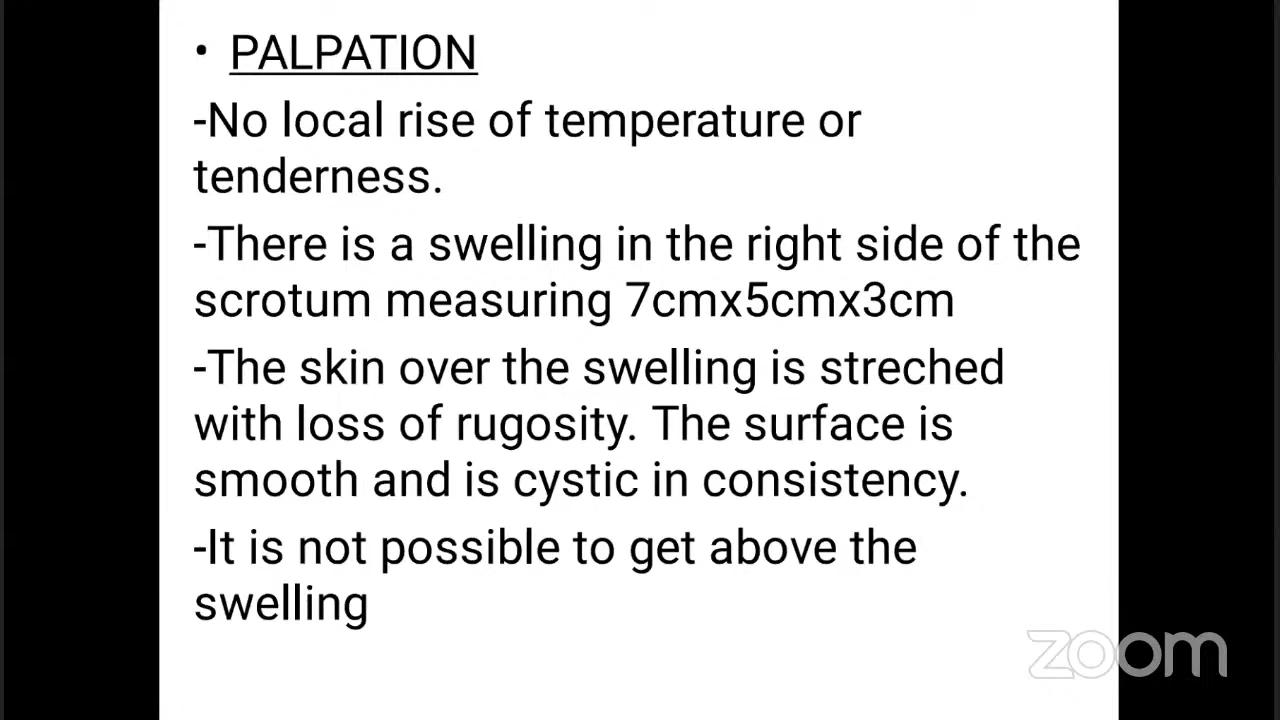 • PALPATION
-No local rise of temperature or
tenderness.
-There is a swelling in the right side of the
scrotum measuring 7cmx5cmx3cm
-The skin over the swelling is streched
with loss of rugosity. The surface is
smooth and is cystic in consistency.
-It is not possible to get above the
swelling
zoom